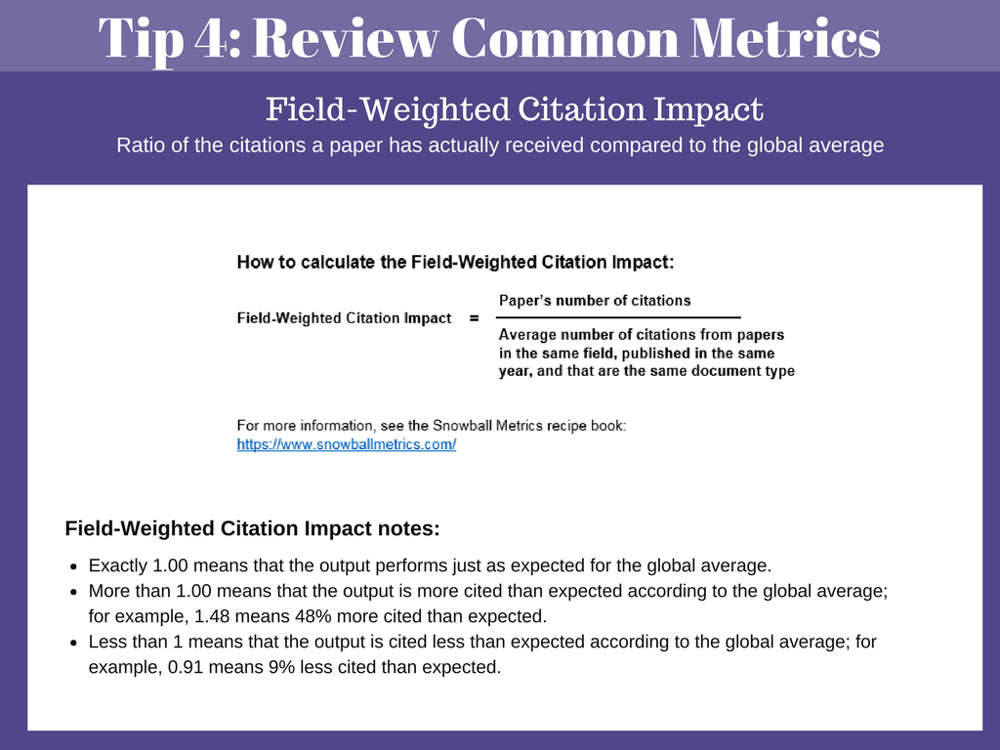 Tip 4: Review Common Metrics
Field-Weighted Citation Impact
Ratio of the citations a paper has actually received compared to the global average
How to calculate the Field-Weighted Citation Impact:
Paper's number of citations
Field-Weighted Citation Impact =
Average number of citations from papers
in the same field, published in the same
year, and that are the same document type
For more information, see the Snowball Metrics recipe book:
https://www.snowballmetrics.com/
Field-Weighted Citation Impact notes:
• Exactly 1.00 means that the output performs just as expected for the global average.
• More than 1.00 means that the output is more cited than expected according to the global average;
for example, 1.48 means 48% more cited than expected.
• Less than 1 means that the output is cited less than expected according to the global average; for
example, 0.91 means 9% less cited than expected.